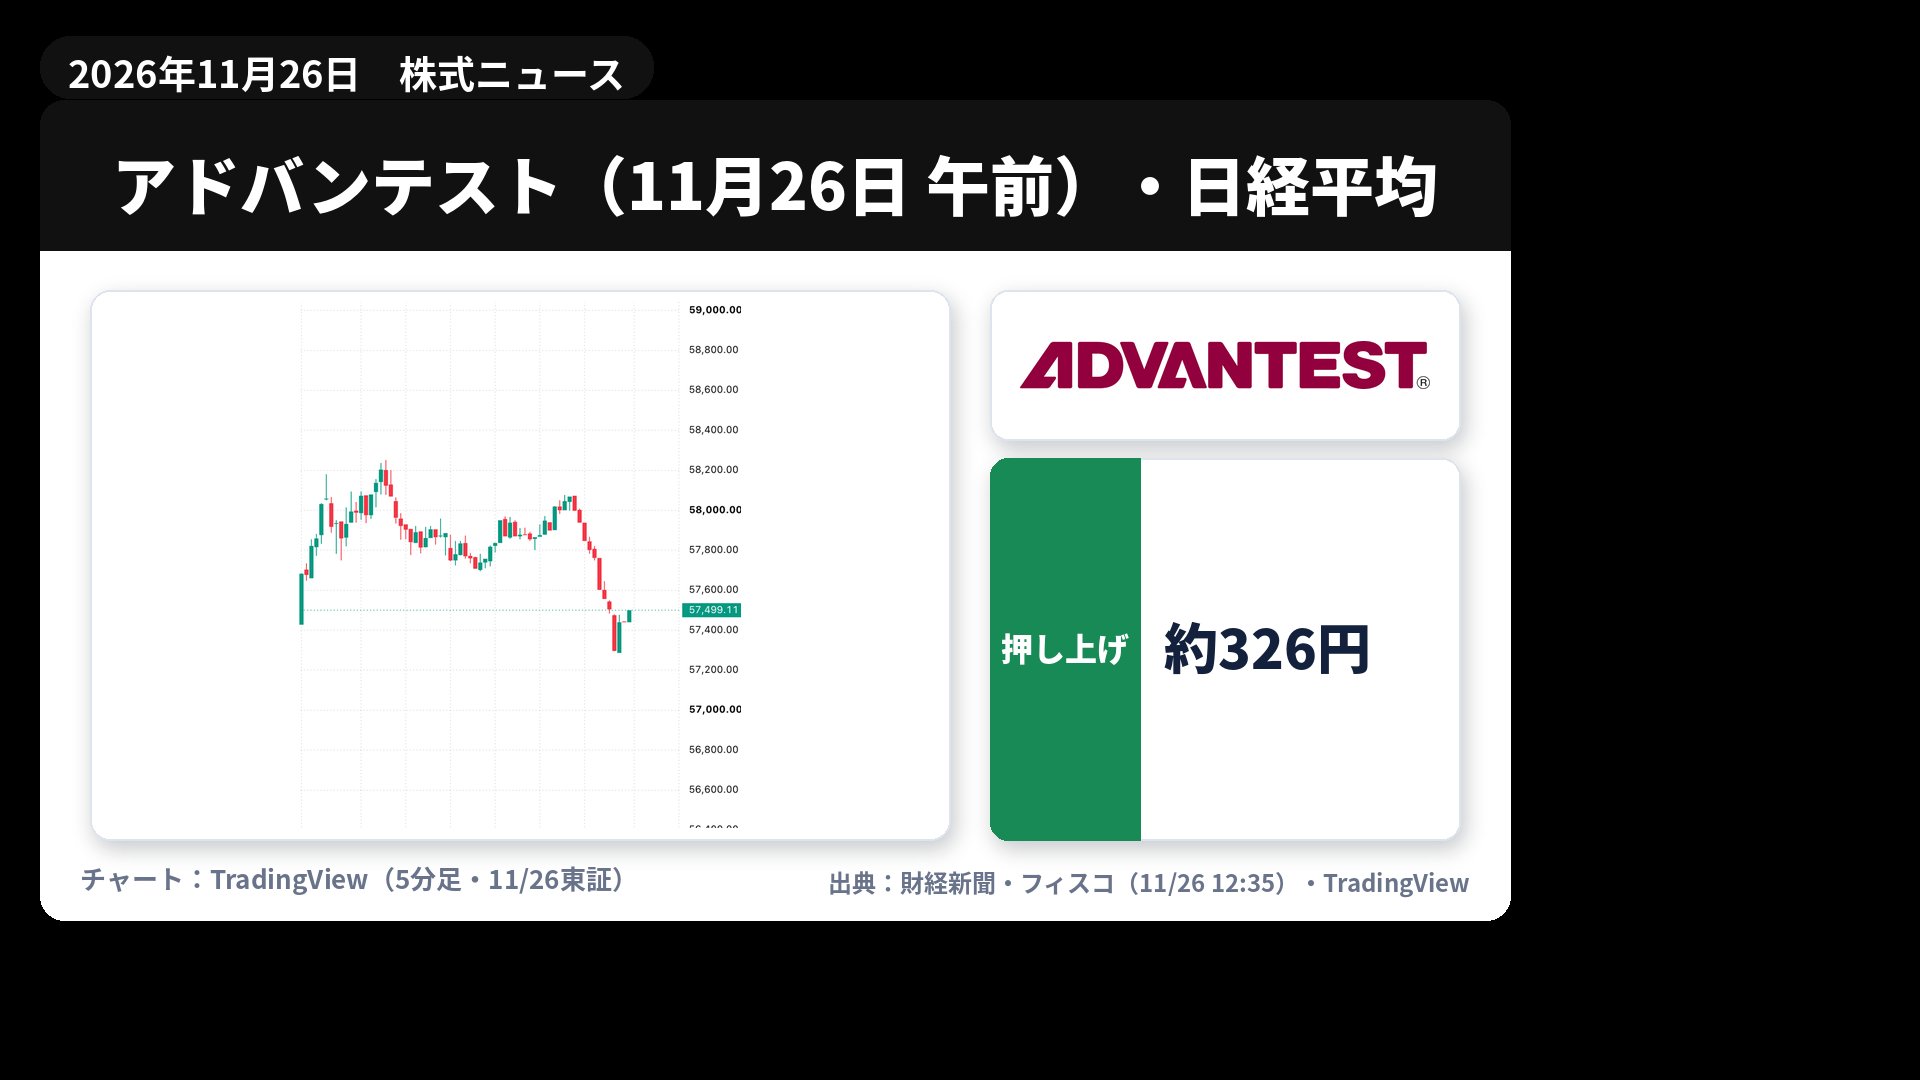 2026年11月26日　株式ニュース
アドバンテスト（11月26日 午前）・日経平均
59,000.00
58,800.00
58,600.00
58,400.00
58,200.00
58,000.00
57,800.00
57,600.00
57,499.11
57,400.00
57,200.00
57,000.00
56,800.00
56,600.00
ADVANTEST®
押し上げ
約326円
チャート：TradingView（5分足・11/26東証）
出典：財経新聞・フィスコ（11/26 12:35）・TradingView